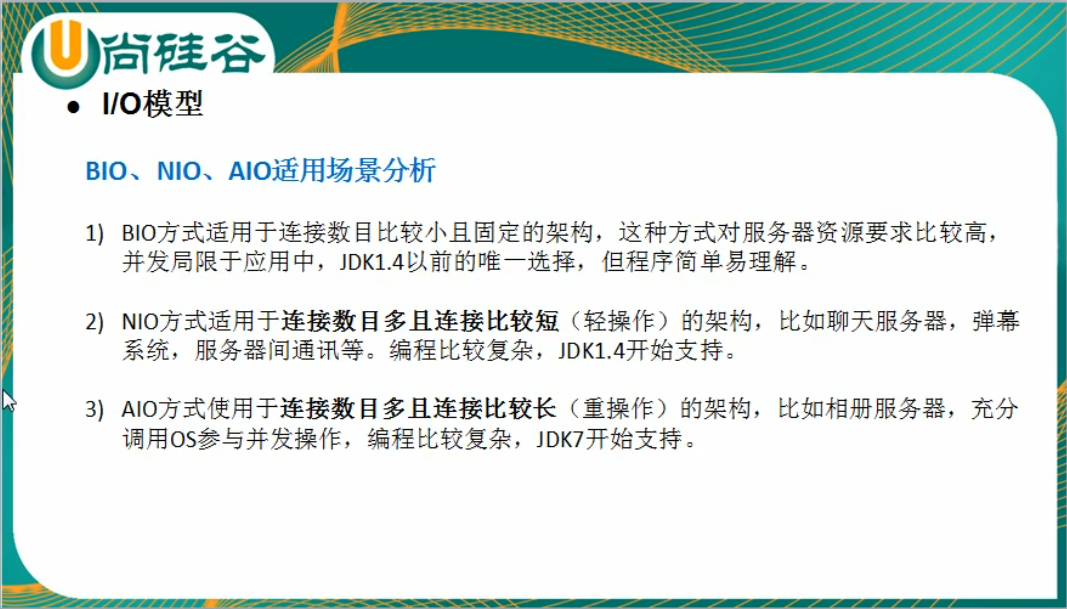 尚硅谷
● I/O模型
BIO、NIO、AIO适用场景分析
1) BIO方式适用于连接数目比较小且固定的架构，这种方式对服务器资源要求比较高，
并发局限于应用中，JDK1.4以前的唯一选择，但程序简单易理解。
2) NIO方式适用于连接数目多且连接比较短（轻操作）的架构，比如聊天服务器，弹幕
系统，服务器间通讯等。编程比较复杂，JDK1.4开始支持。
3) AIO方式使用于连接数目多且连接比较长（重操作）的架构，比如相册服务器，充分
调用OS参与并发操作，编程比较复杂，JDK7开始支持。